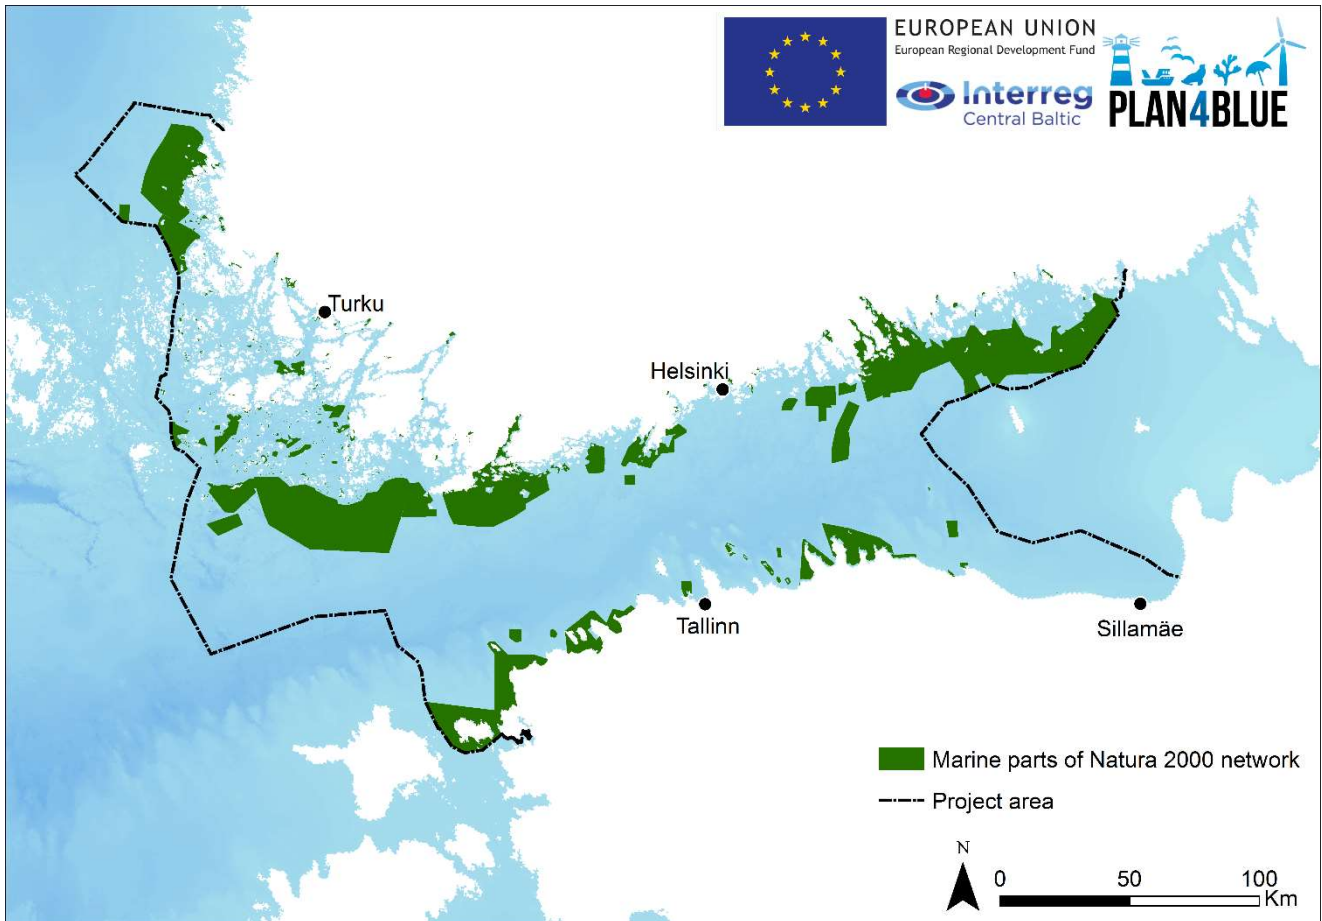 EUROPEAN UNION
European Regional Development Fund
Interreg
Central Baltic
PLAN4BLUE
Turku
Helsinki
Tallinn
Sillamäe
Marine parts of Natura 2000 network
Project area
N
0 50 100
Km